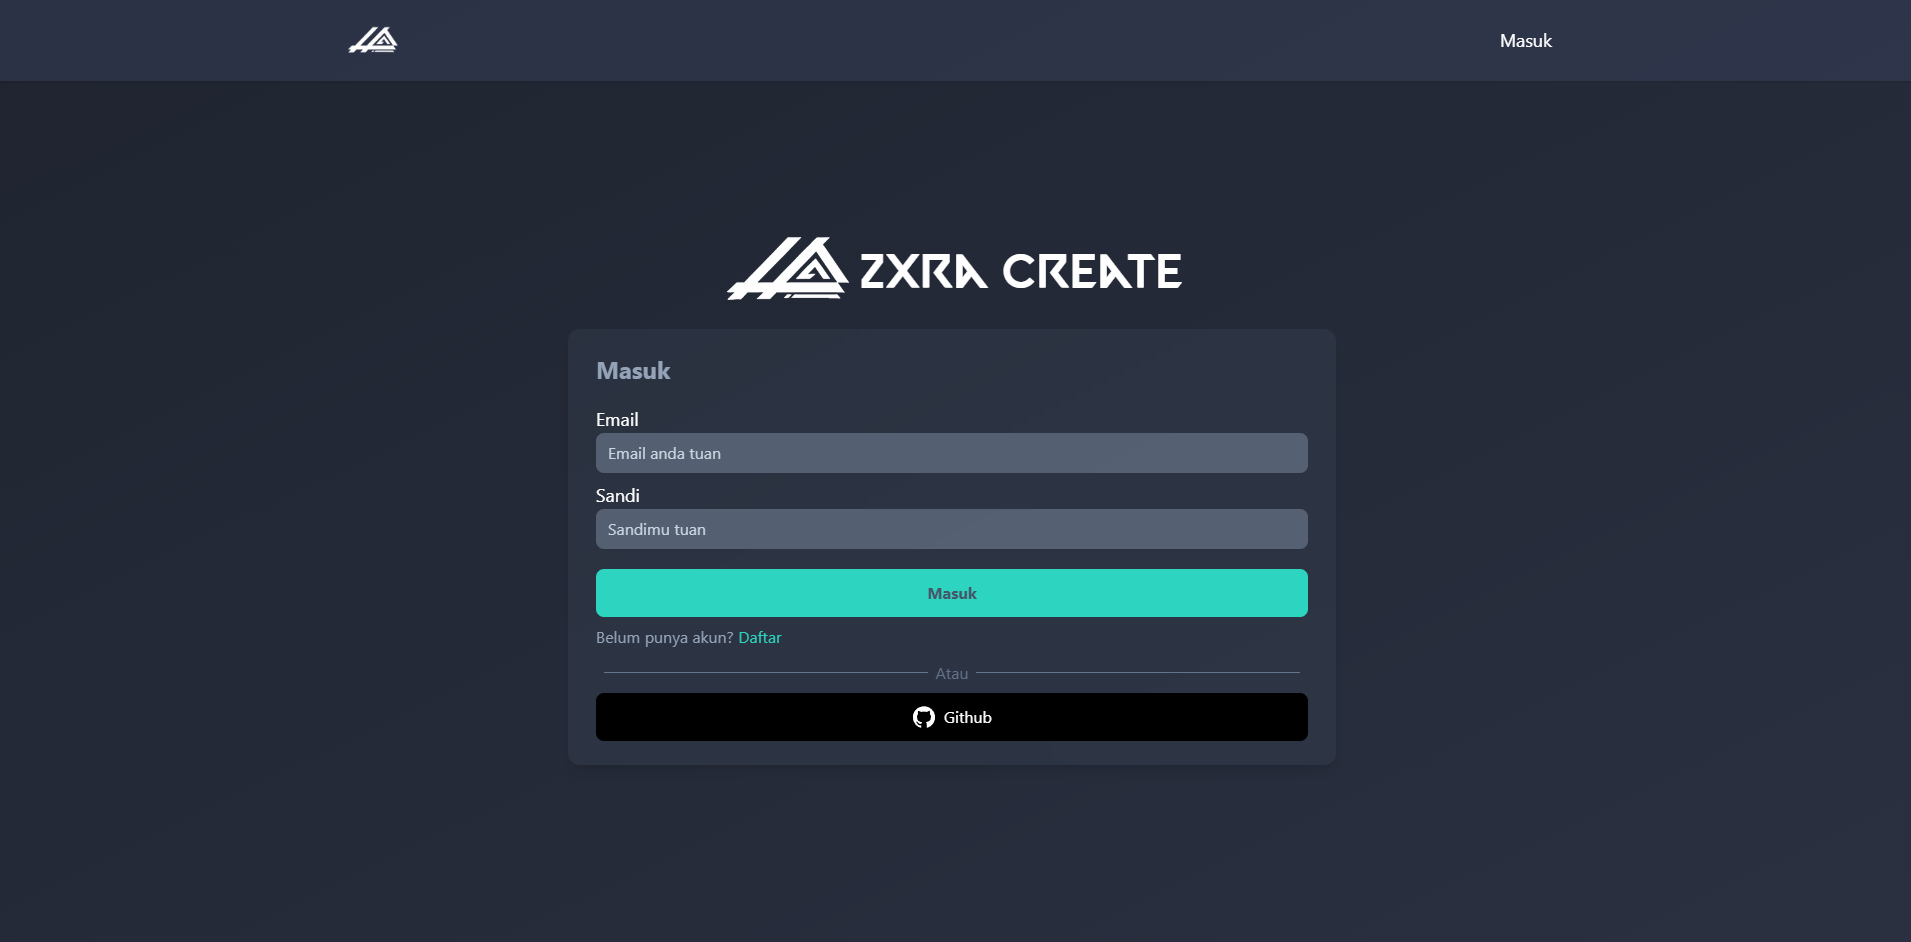 Masuk
ZXRA CREATE
Masuk
Email
Email anda tuan
Sandi
Sandimu tuan
Masuk
Belum punya akun? Daftar
Atau
Github